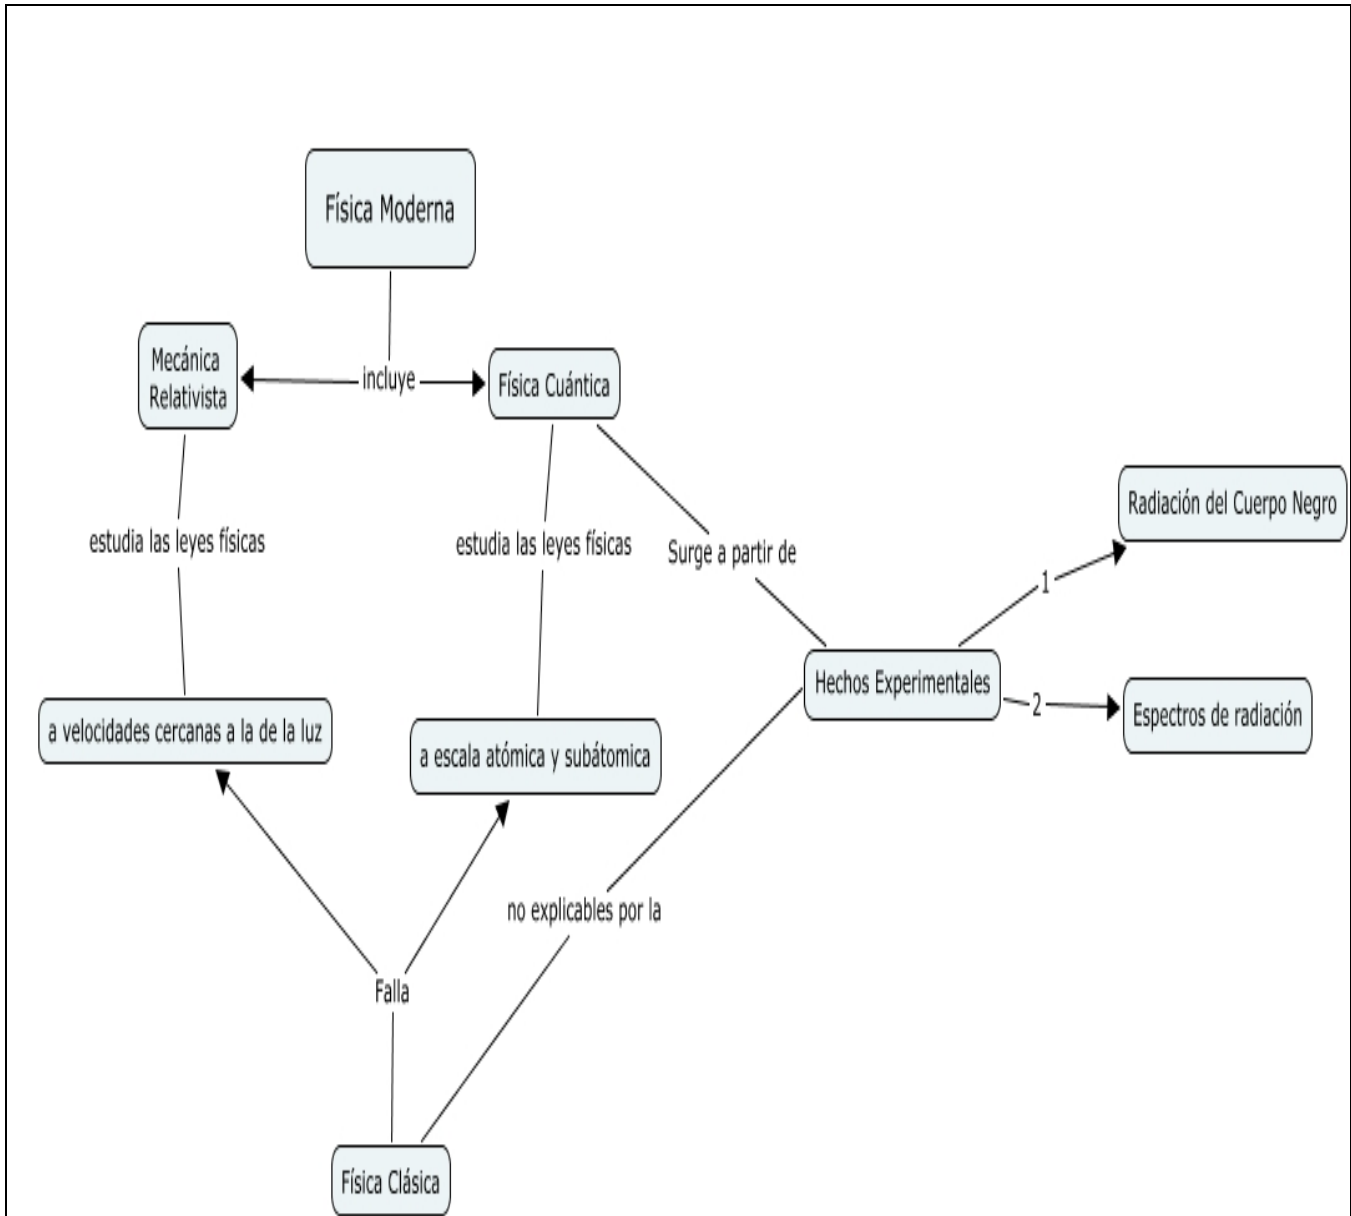 Física Moderna
Mecánica
Relativista
incluye
Física Cuántica
estudia las leyes físicas
estudia las leyes físicas
Surge a partir de
Radiación del Cuerpo Negro
1
Hechos Experimentales
2
Espectros de radiación
a velocidades cercanas a la de la luz
a escala atómica y subátomica
no explicables por la
Falla
Física Clásica